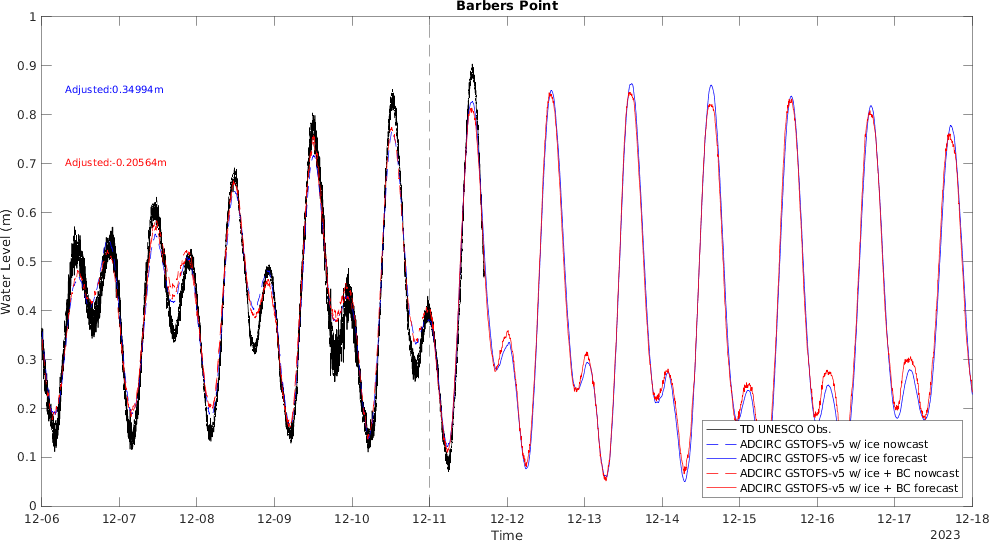 Barbers Point
1
0.9
0.8
0.7
0.6
0.5
0.4
0.3
0.2
0.1
0
Water Level (m)
Adjusted:0.34994m
Adjusted:-0.20564m
TD UNESCO Obs.
ADCIRC GSTOFS-v5 w/ ice nowcast
ADCIRC GSTOFS-v5 w/ ice forecast
ADCIRC GSTOFS-v5 w/ ice + BC nowcast
ADCIRC GSTOFS-v5 w/ ice + BC forecast
12-06 12-07 12-08 12-09 12-10 12-11 12-12 12-13 12-14 12-15 12-16 12-17 12-18
Time
2023